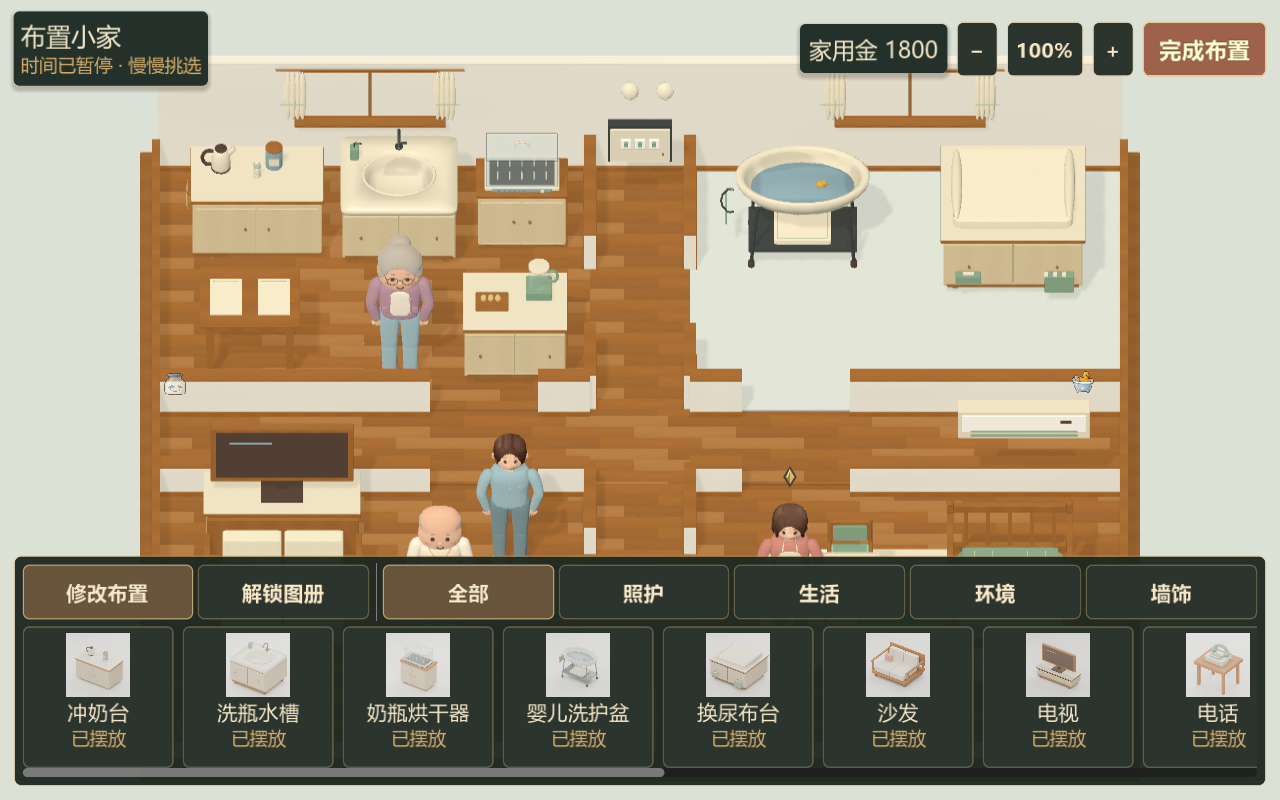 布置小家
时间已暂停 · 慢慢挑选
家用金 1800
−
100%
+
完成布置
修改布置
解锁图册
全部
照护
生活
环境
墙饰
冲奶台
已摆放
洗瓶水槽
已摆放
奶瓶烘干器
已摆放
婴儿洗护盆
已摆放
换尿布台
已摆放
沙发
已摆放
电视
已摆放
电话
已摆放